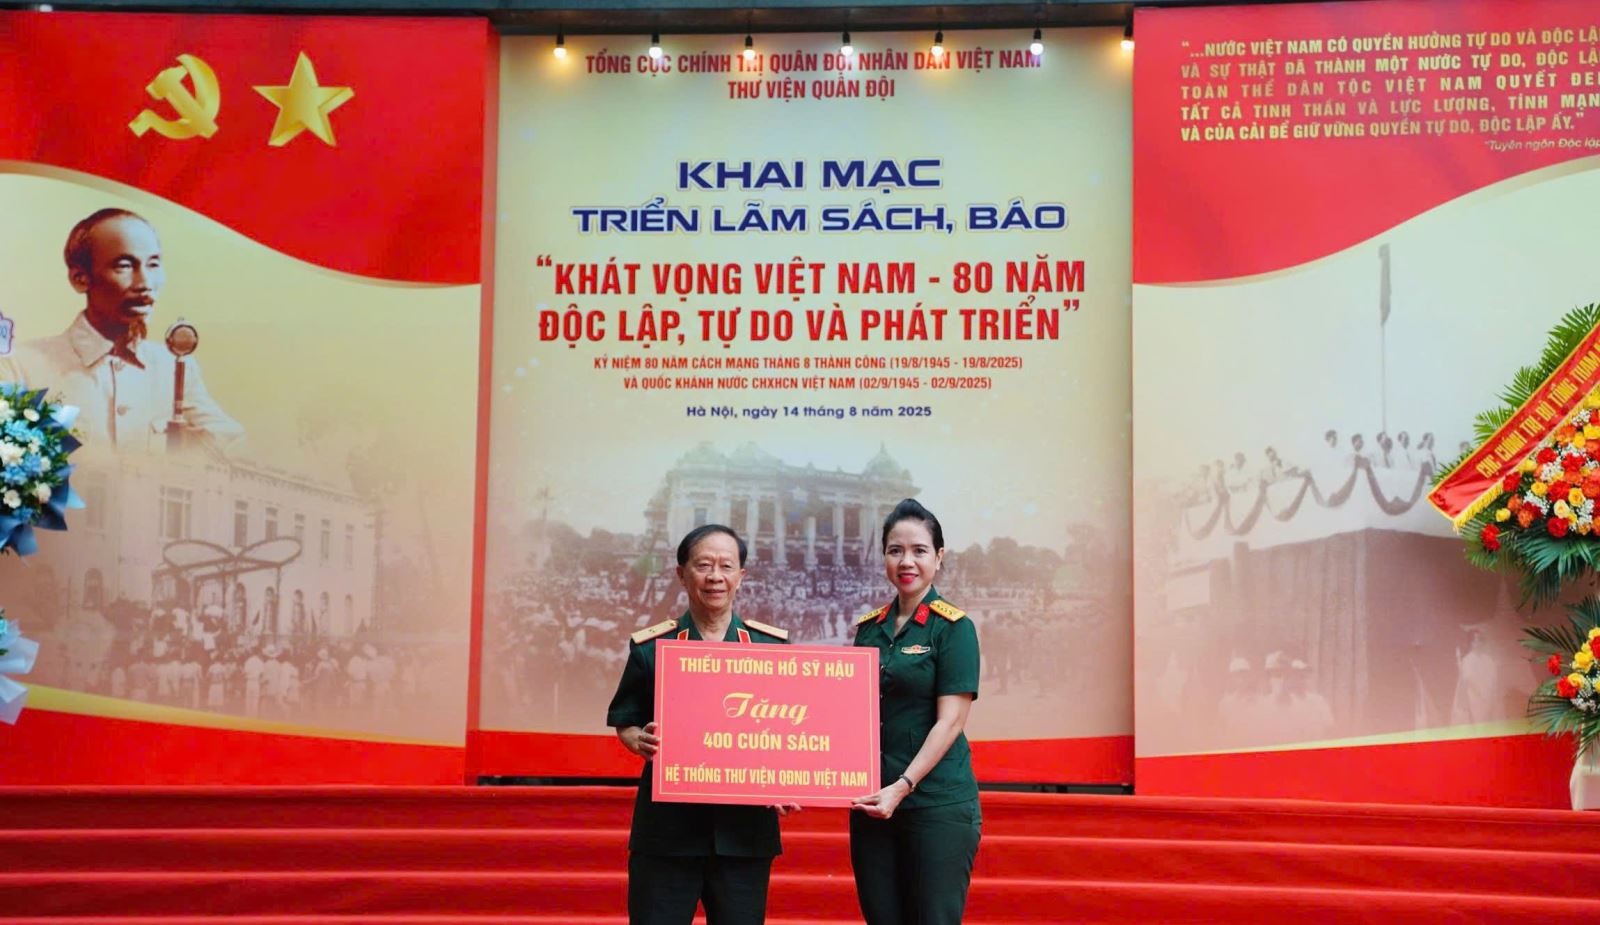 TỔNG CỤC CHÍNH TRỊ QUÂN ĐỘI NHÂN DÂN VIỆT NAM
THƯ VIỆN QUÂN ĐỘI
KHAI MẠC
TRIỂN LÃM SÁCH, BÁO
“KHÁT VỌNG VIỆT NAM - 80 NĂM
ĐỘC LẬP, TỰ DO VÀ PHÁT TRIỂN”
KỶ NIỆM 80 NĂM CÁCH MẠNG THÁNG 8 THÀNH CÔNG (19/8/1945 - 19/8/2025)
VÀ QUỐC KHÁNH NƯỚC CHXHCN VIỆT NAM (02/9/1945 - 02/9/2025)
Hà Nội, ngày 14 tháng 8 năm 2025
“...NƯỚC VIỆT NAM CÓ QUYỀN HƯỞNG TỰ DO VÀ ĐỘC LẬ
VÀ SỰ THẬT ĐÃ THÀNH MỘT NƯỚC TỰ DO, ĐỘC LẬP
TOÀN THỂ DÂN TỘC VIỆT NAM QUYẾT ĐE
TẤT CẢ TINH THẦN VÀ LỰC LƯỢNG, TÍNH MẠN
VÀ CỦA CẢI ĐỂ GIỮ VỮNG QUYỀN TỰ DO, ĐỘC LẬP ẤY.”
"Tuyên ngôn Độc lập
THIẾU TƯỚNG HỒ SỸ HẬU
Tặng
400 CUỐN SÁCH
HỆ THỐNG THƯ VIỆN QĐND VIỆT NAM